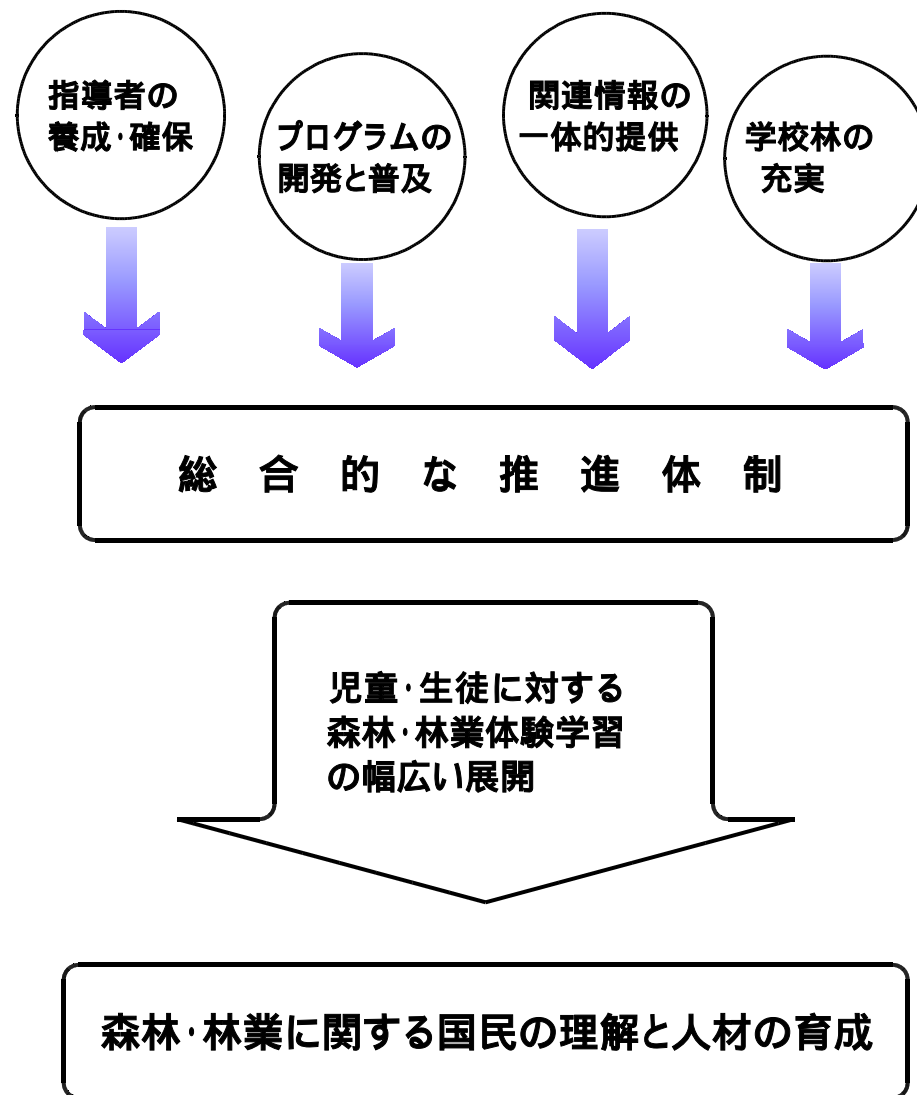 指導者の
養成·確保
プログラムの
開発と普及
関連情報の
一体的提供
学校林の
充実
総合的な推進体制
児童·生徒に対する
森林·林業体験学習
の幅広い展開
森林·林業に関する国民の理解と人材の育成